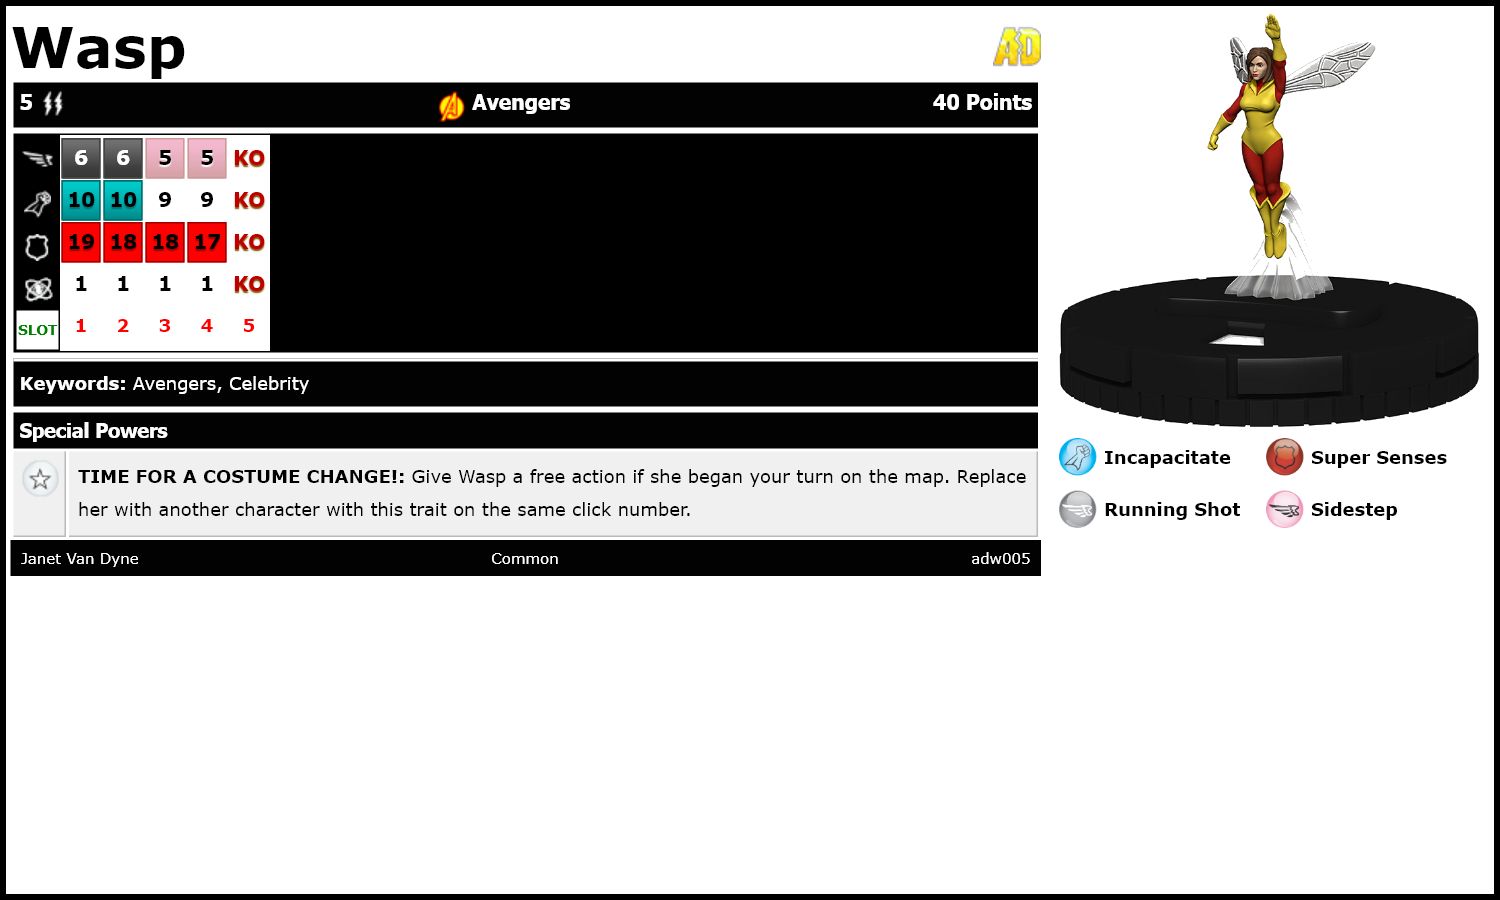 Wasp
AD
5 Avengers 40 Points
6 6 5 5 KO
10 10 9 9 KO
19 18 18 17 KO
1 1 1 1 KO
SLOT 1 2 3 4 5
Keywords: Avengers, Celebrity
Special Powers
TIME FOR A COSTUME CHANGE!: Give Wasp a free action if she began your turn on the map. Replace
her with another character with this trait on the same click number.
Janet Van Dyne Common adw005
Incapacitate Super Senses
Running Shot Sidestep